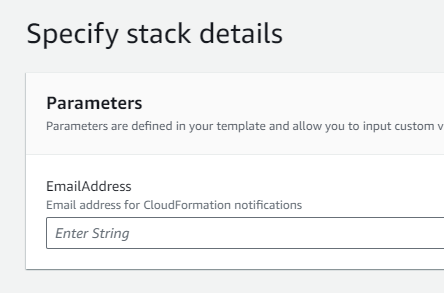 Specify stack details
Parameters
Parameters are defined in your template and allow you to input custom
EmailAddress
Email address for CloudFormation notifications
Enter String